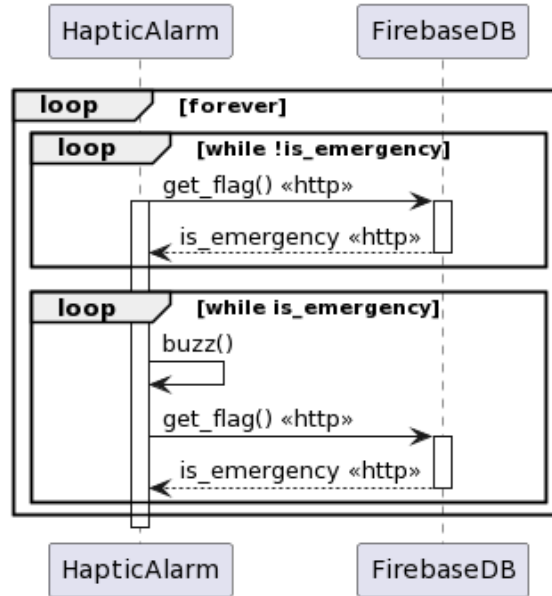 HapticAlarm FirebaseDB
loop [forever]
loop [while !is_emergency]
get_flag() «http»
is_emergency «http»
loop [while is_emergency]
buzz()
get_flag() «http»
is_emergency «http»
HapticAlarm FirebaseDB